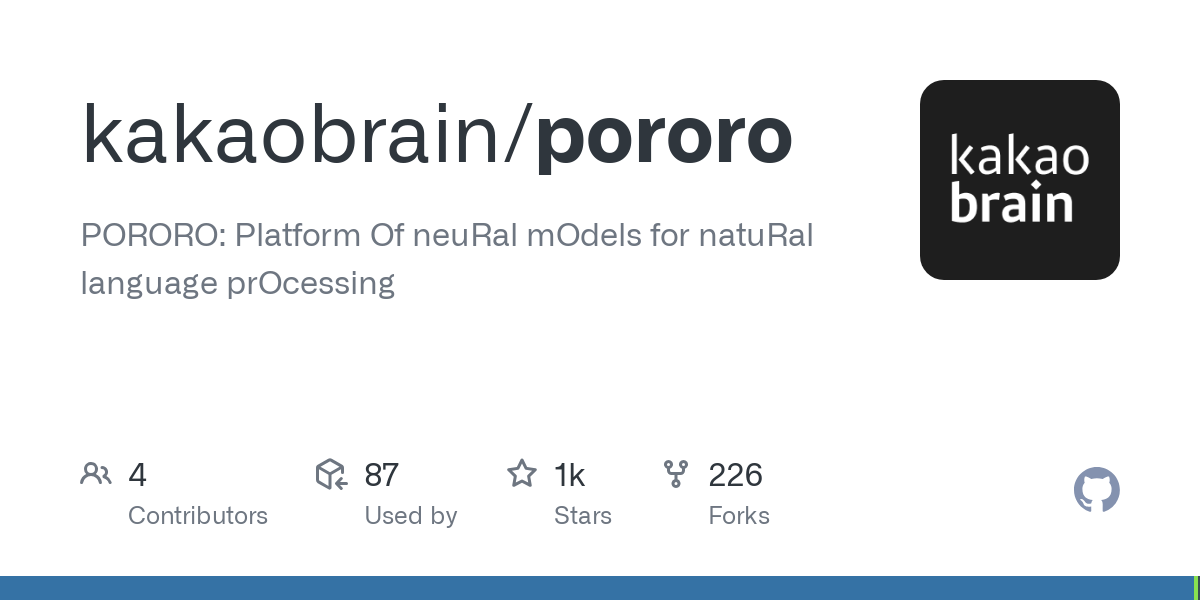 kakaobrain/pororo
kakao
brain
PORORO: Platform Of neuRal mOdels for natuRal
language prOcessing
4
Contributors
87
Used by
1k
Stars
226
Forks